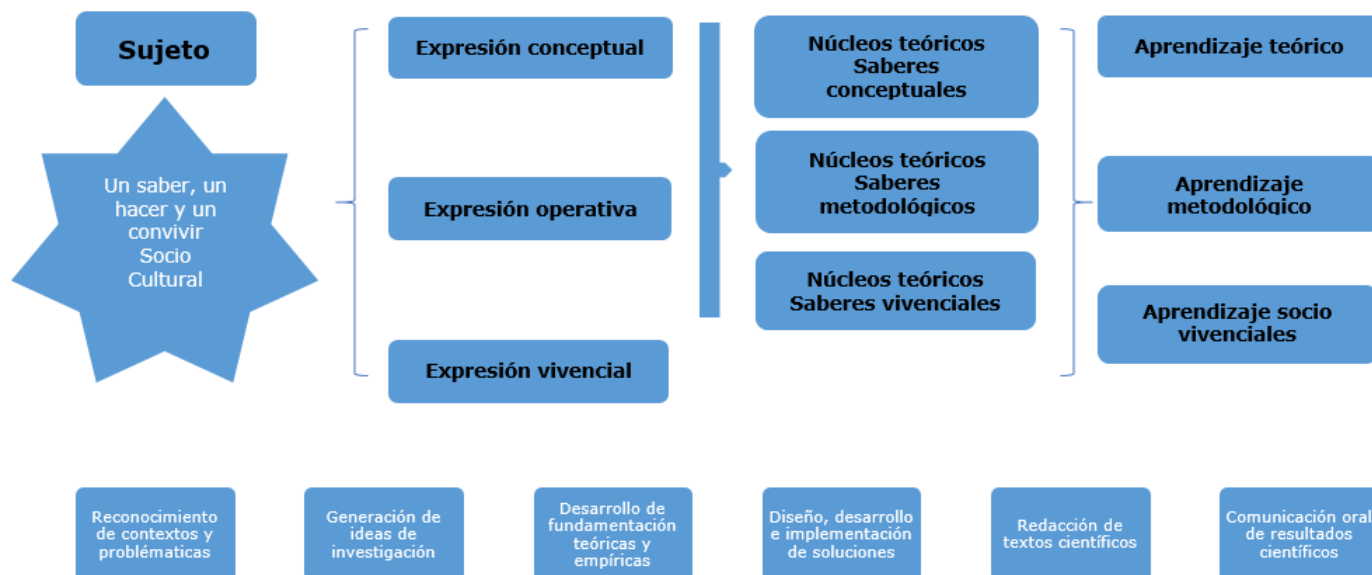 Sujeto
Un saber, un
hacer y un
convivir
Socio
Cultural
Expresión conceptual
Expresión operativa
Expresión vivencial
Núcleos teóricos
Saberes
conceptuales
Núcleos teóricos
Saberes
metodológicos
Núcleos teóricos
Saberes vivenciales
Aprendizaje teórico
Aprendizaje
metodológico
Aprendizaje socio
vivenciales
Reconocimiento
de contextos y
problématicas
Generación de
ideas de
investigación
Desarrollo de
fundamentación
teóricas y
empíricas
Diseño, desarrollo
e implementación
de soluciones
Redacción de
textos científicos
Comunicación oral
de resultados
científicos